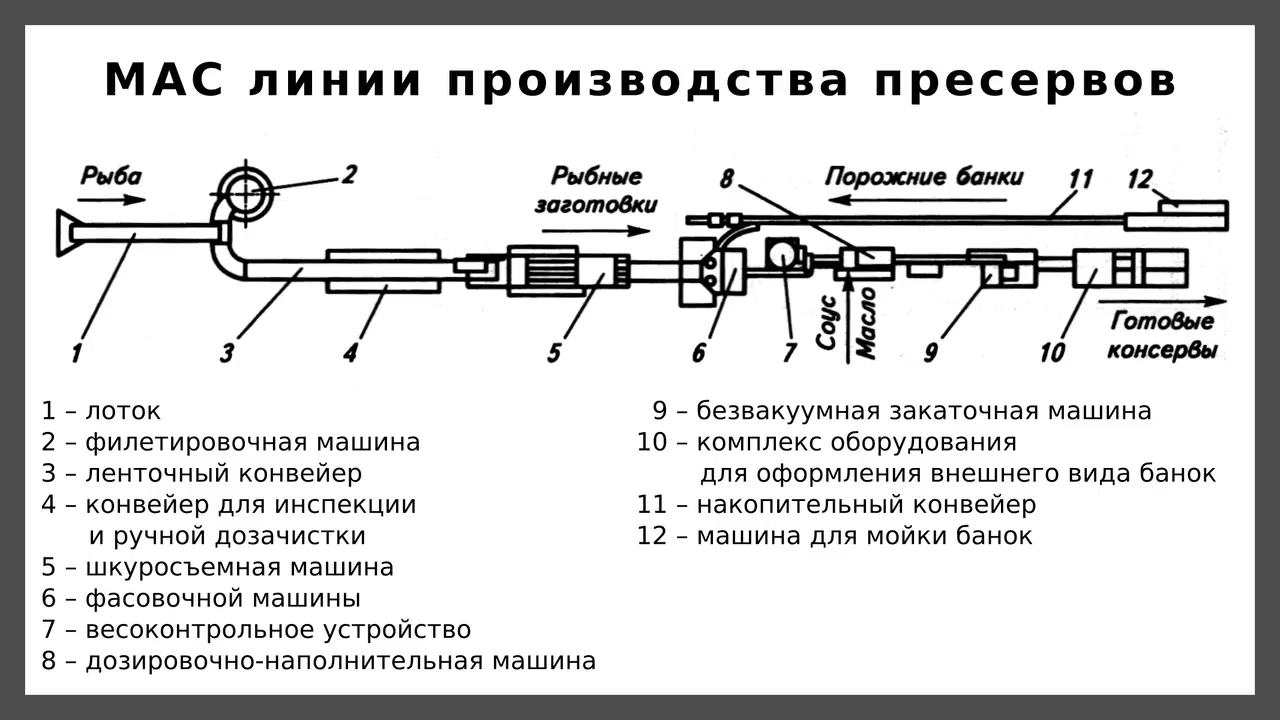 МАС линии производства пресервов
Рыба
2
Рыбные
заготовки
8
Порожние банки
11
12
1
3
4
5
6
7
Соус
Масло
9
10
Готовые
консервы
1 – лоток
2 – филетировочная машина
3 – ленточный конвейер
4 – конвейер для инспекции
и ручной дозачистки
5 – шкуросъемная машина
6 – фасовочной машины
7 – весоконтрольное устройство
8 – дозировочно-наполнительная машина
9 – безвакуумная закаточная машина
10 – комплекс оборудования
для оформления внешнего вида банок
11 – накопительный конвейер
12 – машина для мойки банок